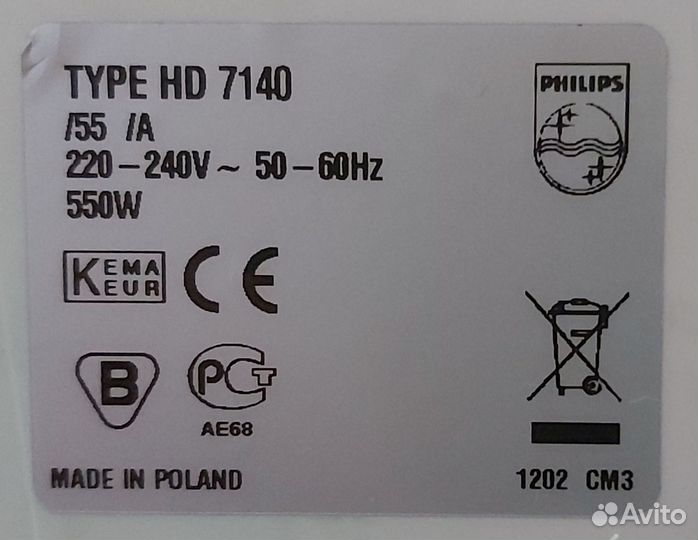 TYPE HD 7140
/55 /A
220-240V~ 50-60Hz
550W
PHILIPS
KEMA
KEUR
CE
B
РСТ
AE68
MADE IN POLAND
1202 CM3
Avito